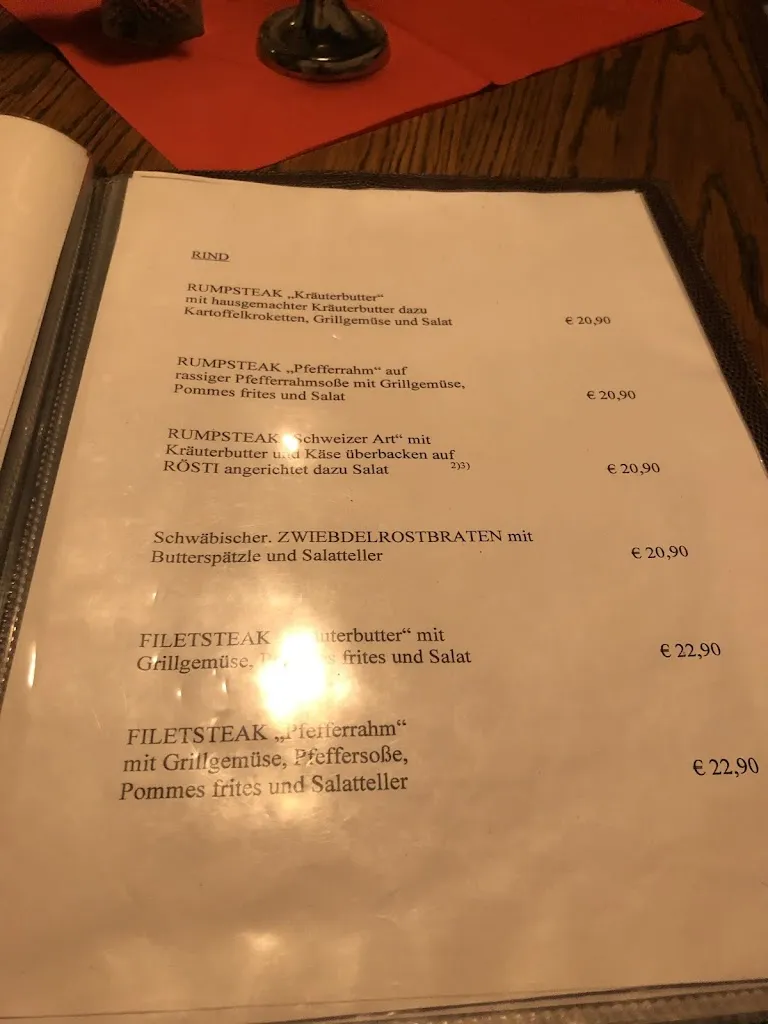 RIND
RUMPSTEAK „Kräuterbutter“
mit hausgemachter Kräuterbutter dazu
Kartoffelkroketten, Grillgemüse und Salat € 20,90
RUMPSTEAK „Pfefferrahm“ auf
rassiger Pfefferrahmsoße mit Grillgemüse,
Pommes frites und Salat € 20,90
RUMPSTEAK „Schweizer Art“ mit
Kräuterbutter und Käse überbacken auf
RÖSTI angerichtet dazu Salat 2)3) € 20,90
Schwäbischer. ZWIEBDELROSTBRATEN mit
Butterspätzle und Salatteller € 20,90
FILETSTEAK „Kräuterbutter“ mit
Grillgemüse, Pommes frites und Salat € 22,90
FILETSTEAK „Pfefferrahm“
mit Grillgemüse, Pfeffersoße,
Pommes frites und Salatteller € 22,90